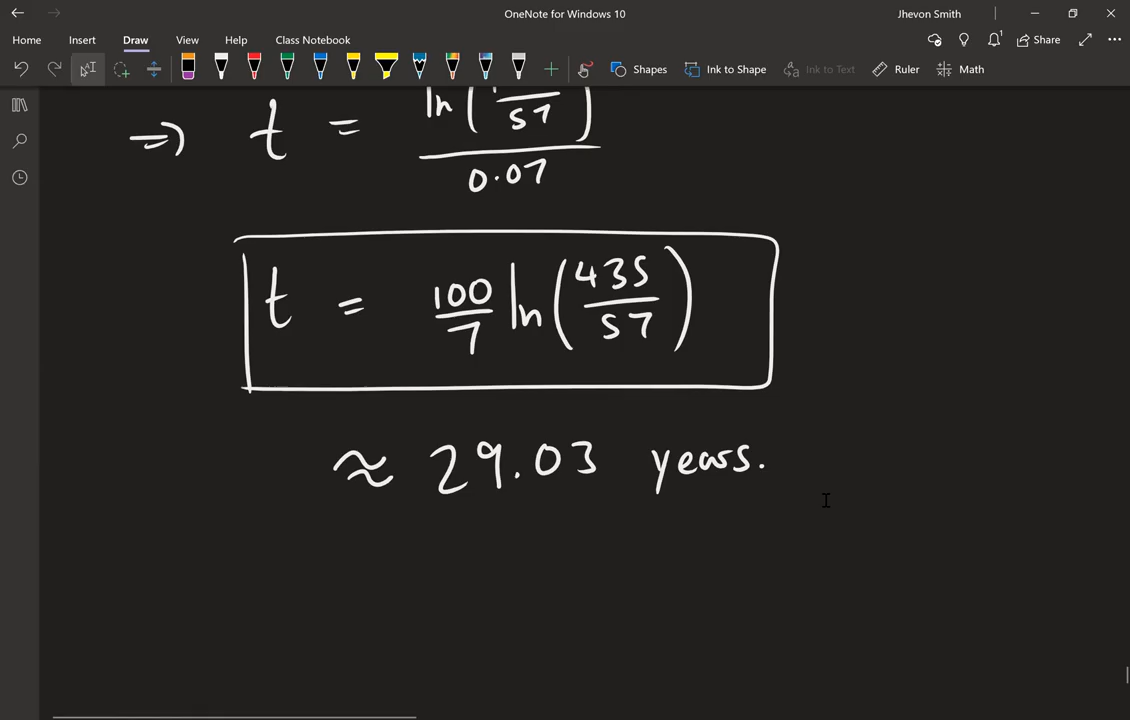 OneNote for Windows 10
Jhevon Smith
Home Insert Draw View Help Class Notebook
Share
Shapes Ink to Shape Ink to Text Ruler Math
⇒ t = ln( /57) / 0.07
t = 100/7 ln(435/57)
≈ 29.03 years.